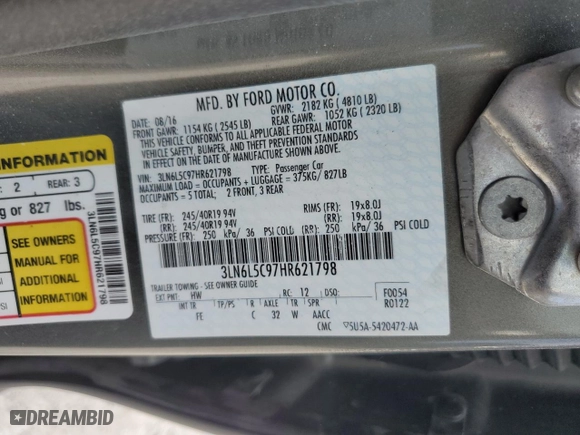 INFORMATION
2 REAR: 3
kg or 827 lbs.
SEE OWNERS
MANUAL FOR
ADDITIONAL
INFORMATION
3LN6L5C97HR621798
MFD. BY FORD MOTOR CO.
DATE: 08/16 GVWR: 2182 KG ( 4810 LB)
FRONT GAWR: 1154 KG ( 2545 LB) REAR GAWR: 1052 KG ( 2320 LB)
THIS VEHICLE CONFORMS TO ALL APPLICABLE FEDERAL MOTOR
VEHICLE SAFETY, BUMPER, AND THEFT PREVENTION STANDARDS
IN EFFECT ON THE DATE OF MANUFACTURE SHOWN ABOVE.
VIN: 3LN6L5C97HR621798 TYPE: Passenger Car
MAXIMUM LOAD = OCCUPANTS + LUGGAGE = 375KG/ 827LB
OCCUPANTS = 5 TOTAL: 2 FRONT, 3 REAR
TIRE (FR): 245/40R19 94V RIMS (FR): 19x8.0J
(RR): 245/40R19 94V (RR): 19x8.0J
PRESSURE (FR): 250 kPa/ 36 PSI COLD (RR): 250 kPa/ 36 PSI COLD
3LN6L5C97HR621798
TRAILER TOWING - SEE OWNER GUIDE
EXT PNT: HW RC: 12 DSO: F0054
INT TR TP/PS R AXLE TR SPR R0122
FE C 32 W AACC
CMC 5U5A-5420472-AA
DREAMBID